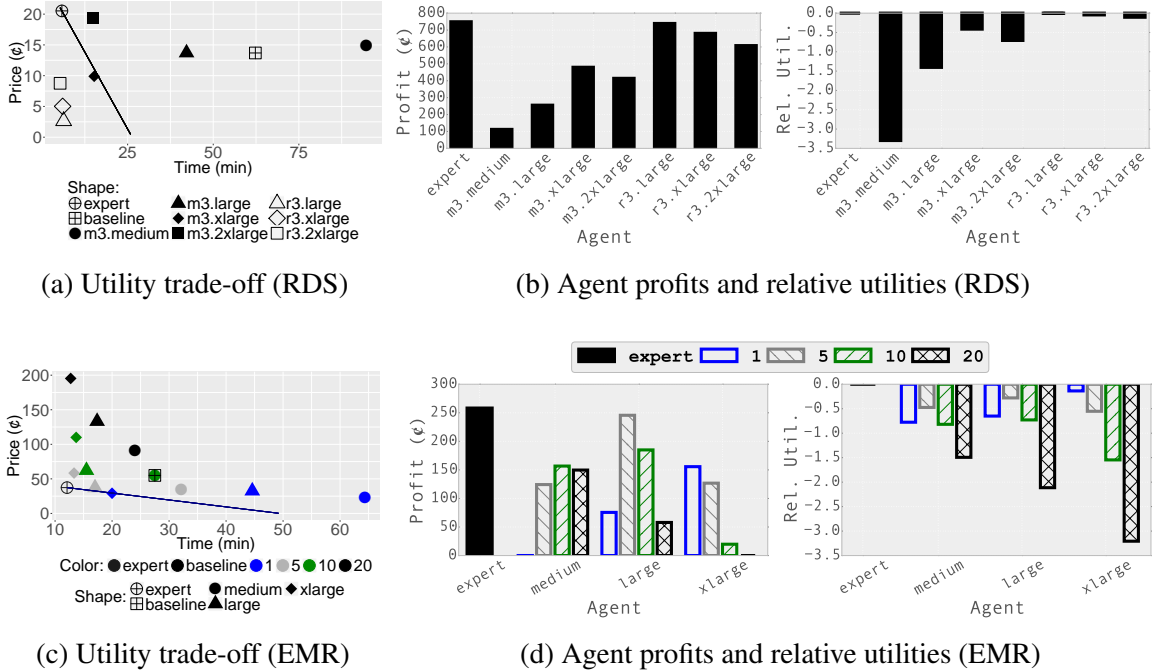 20
15
10
5
0
Price (¢)
25 50 75
Time (min)
Shape:
expert m3.large r3.large
baseline m3.xlarge r3.xlarge
m3.medium m3.2xlarge r3.2xlarge
(a) Utility trade-off (RDS)
800
700
600
500
400
300
200
100
0
Profit (¢)
expert m3.medium m3.large m3.xlarge m3.2xlarge r3.large r3.xlarge r3.2xlarge
Agent
0.0
−0.5
−1.0
−1.5
−2.0
−2.5
−3.0
−3.5
Rel. Util.
expert m3.medium m3.large m3.xlarge m3.2xlarge r3.large r3.xlarge r3.2xlarge
Agent
(b) Agent profits and relative utilities (RDS)
200
150
100
50
0
Price (¢)
10 20 30 40 50 60
Time (min)
Color: expert baseline 1 5 10 20
Shape: expert medium xlarge
baseline large
(c) Utility trade-off (EMR)
expert 1 5 10 20
300
250
200
150
100
50
0
Profit (¢)
expert medium large xlarge
Agent
0.0
−0.5
−1.0
−1.5
−2.0
−2.5
−3.0
−3.5
Rel. Util.
expert medium large xlarge
Agent
(d) Agent profits and relative utilities (EMR)